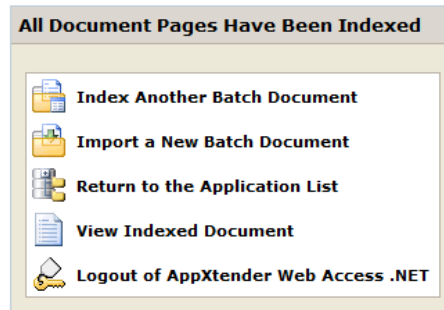 All Document Pages Have Been Indexed
Index Another Batch Document
Import a New Batch Document
Return to the Application List
View Indexed Document
Logout of AppXtender Web Access .NET